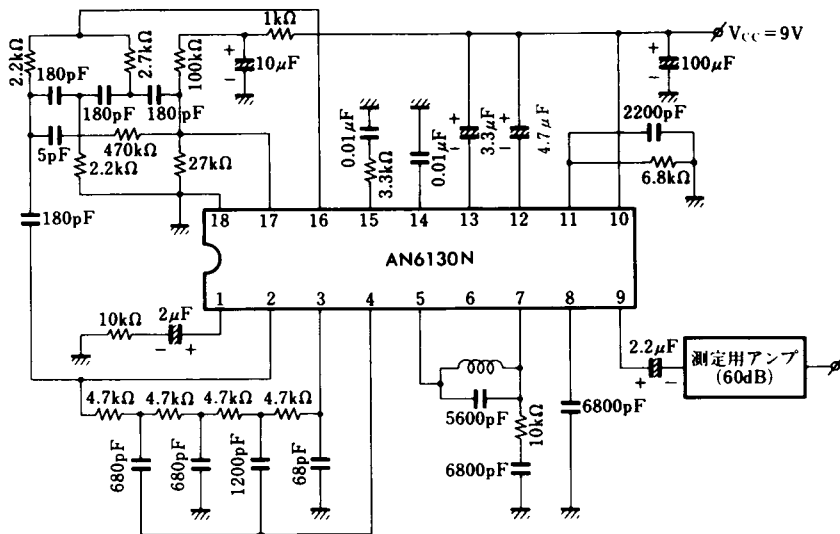 1kΩ
VCC=9V
2.2kΩ
2.7kΩ
100kΩ
10μF
100μF
180pF
180pF
180pF
2200pF
5pF
470kΩ
2.2kΩ
27kΩ
0.01μF
3.3kΩ
0.01μF
3.3μF
4.7μF
6.8kΩ
180pF
18 17 16 15 14 13 12 11 10
AN6130N
1 2 3 4 5 6 7 8 9
10kΩ
2μF
2.2μF
測定用アンプ
(60dB)
4.7kΩ 4.7kΩ 4.7kΩ 4.7kΩ
5600pF
10kΩ
6800pF
680pF
680pF
1200pF
68pF
6800pF